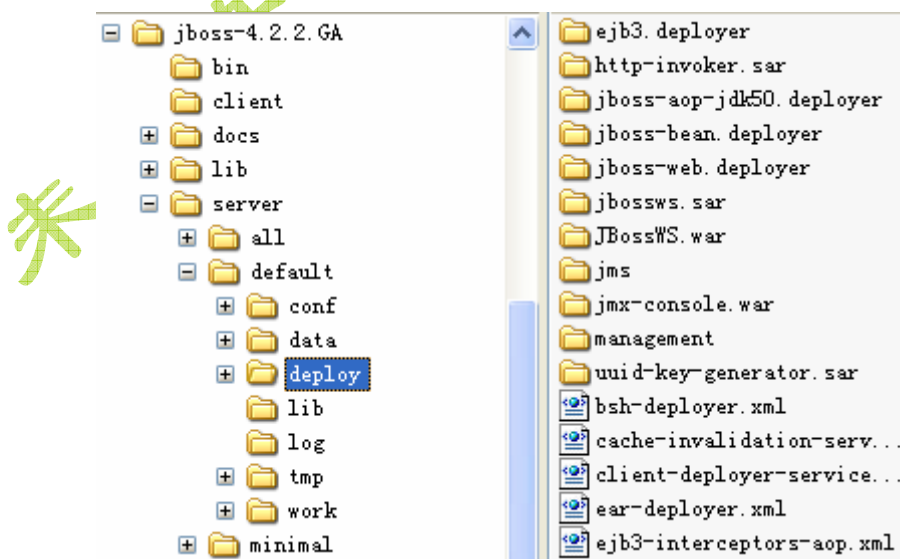 jboss-4.2.2.GA
bin
client
docs
lib
server
all
default
conf
data
deploy
lib
log
tmp
work
minimal
ejb3.deployer
http-invoker.sar
jboss-aop-jdk50.deployer
jboss-bean.deployer
jboss-web.deployer
jbossws.sar
JBossWS.war
jms
jmx-console.war
management
uuid-key-generator.sar
bsh-deployer.xml
cache-invalidation-serv...
client-deployer-service...
ear-deployer.xml
ejb3-interceptors-aop.xml